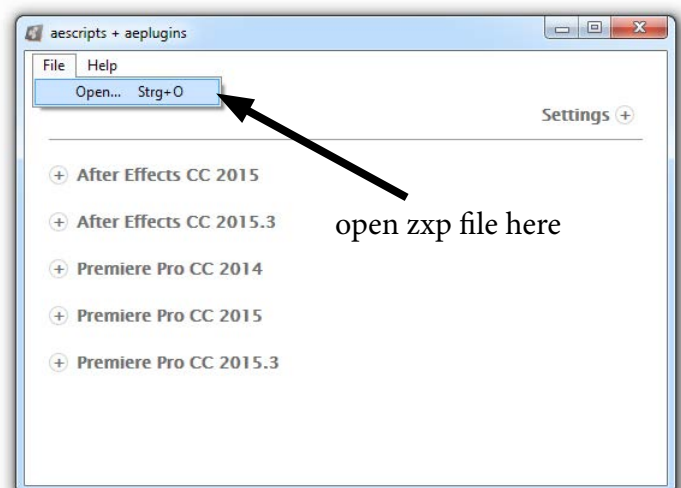 aescripts + aeplugins
File Help
Open... Strg+O
Settings
After Effects CC 2015
After Effects CC 2015.3
open zxp file here
Premiere Pro CC 2014
Premiere Pro CC 2015
Premiere Pro CC 2015.3